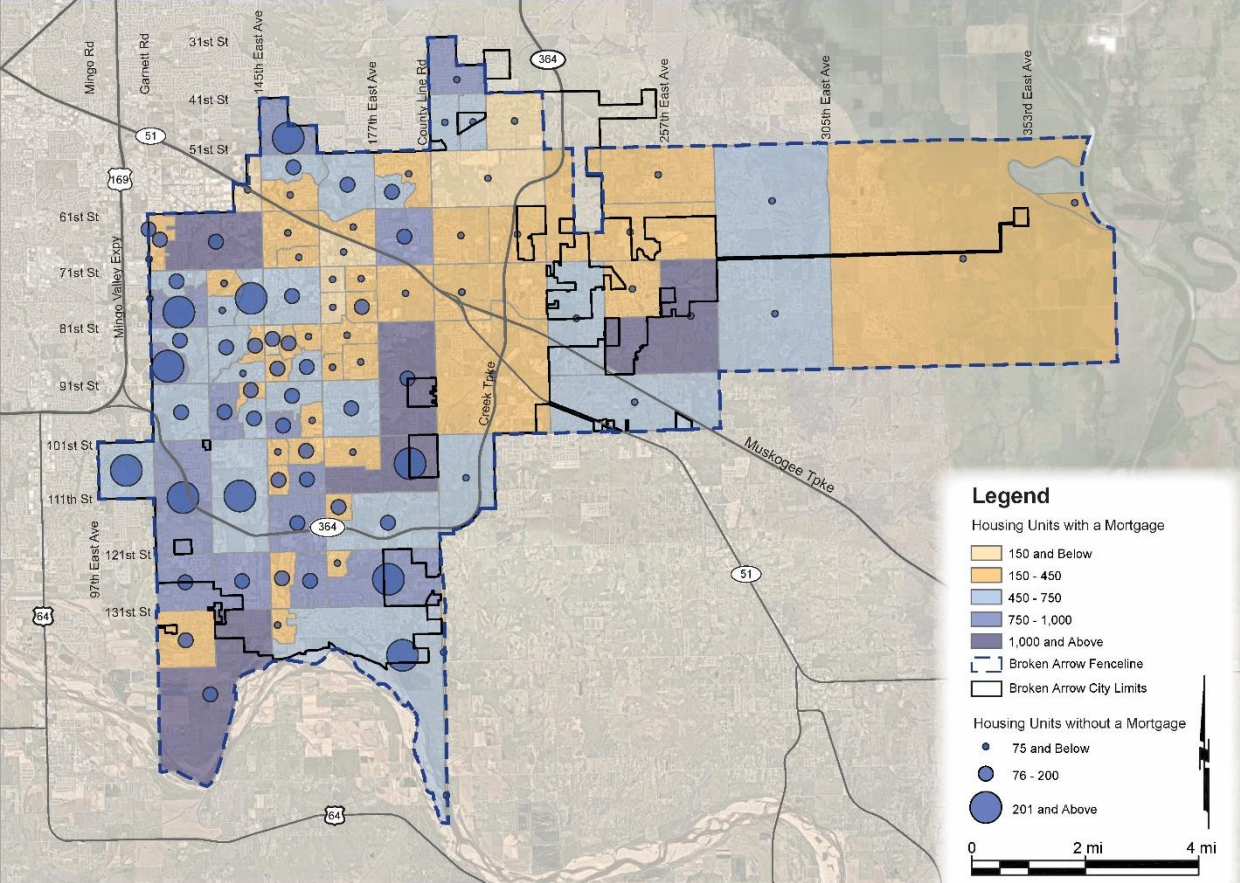 31st St
Mingo Rd
Garnett Rd
145th East Ave
177th East Ave
County Line Rd
364
257th East Ave
305th East Ave
353rd East Ave
41st St
51
51st St
169
61st St
71st St
Mingo Valley Expy
81st St
91st St
Creek Tpke
101st St
Muskogee Tpke
111th St
364
97th East Ave
121st St
51
64
131st St
64
Legend
Housing Units with a Mortgage
150 and Below
150 - 450
450 - 750
750 - 1,000
1,000 and Above
Broken Arrow Fenceline
Broken Arrow City Limits
Housing Units without a Mortgage
75 and Below
76 - 200
201 and Above
0 2 mi 4 mi